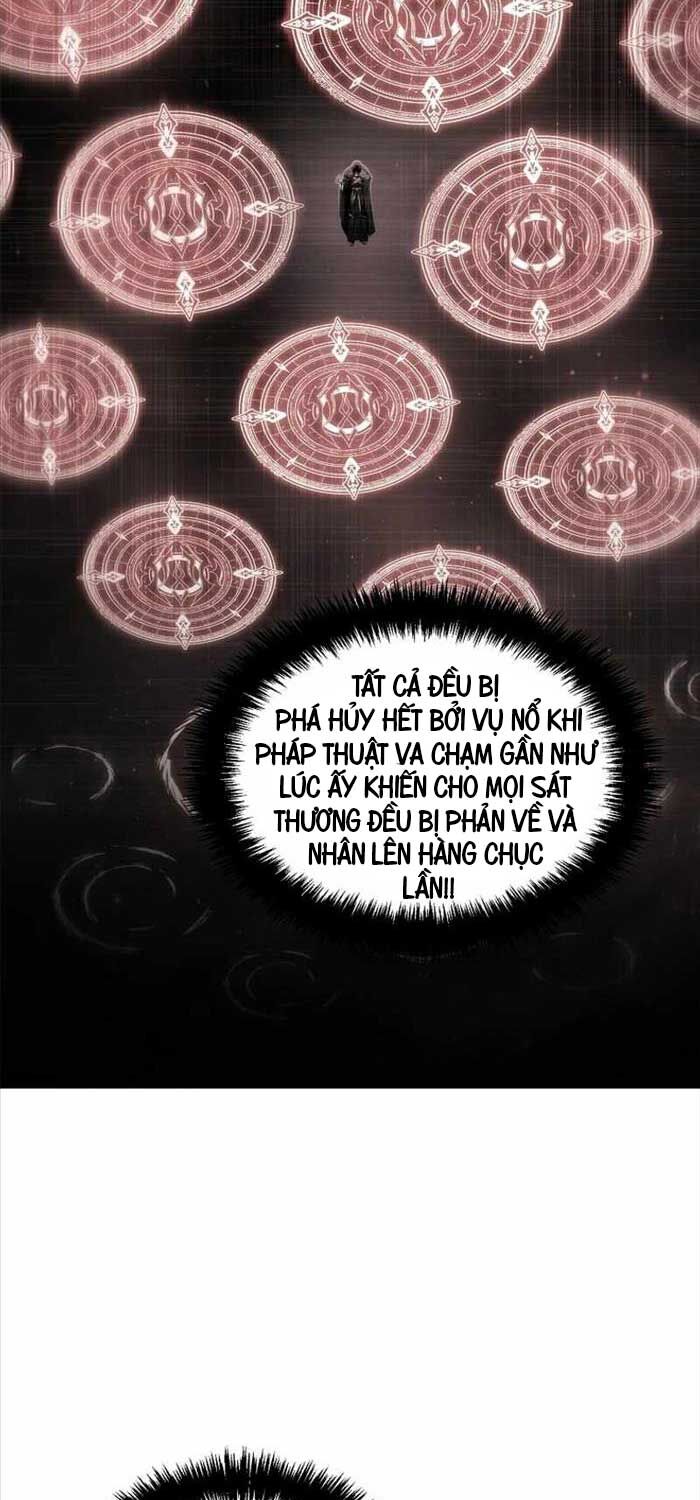 TẤT CẢ ĐỀU BỊ
PHÁ HỦY HẾT BỞI VỤ NỔ KHI
PHÁP THUẬT VA CHẠM GẦN NHƯ
LÚC ẤY KHIẾN CHO MỌI SÁT
THƯƠNG ĐỀU BỊ PHẢN VỀ VÀ
NHÂN LÊN HÀNG CHỤC
LẦN!!